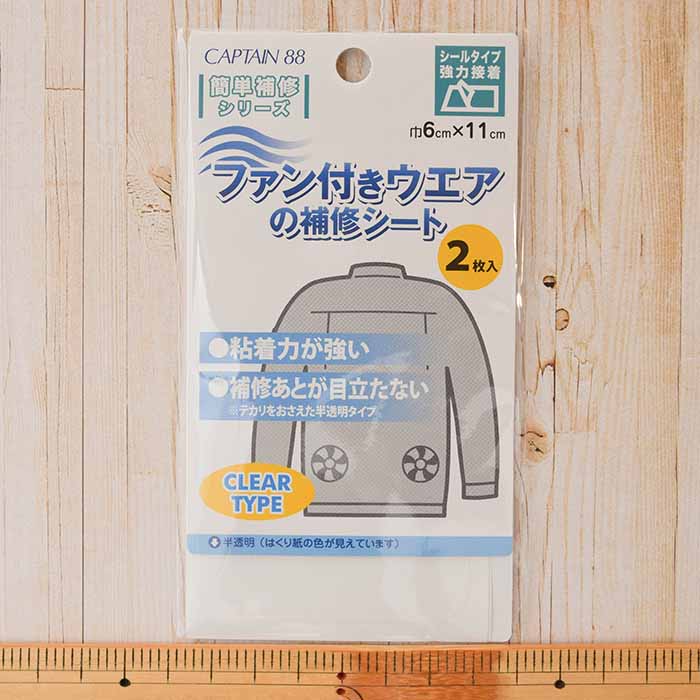 CAPTAIN 88
簡単補修
シリーズ
シールタイプ
強力接着
巾6cm×11cm
ファン付きウエア
の補修シート
2枚入
●粘着力が強い
●補修あとが目立たない
※テカリをおさえた半透明タイプ
CLEAR
TYPE
半透明（はくり紙の色が見えています）
20